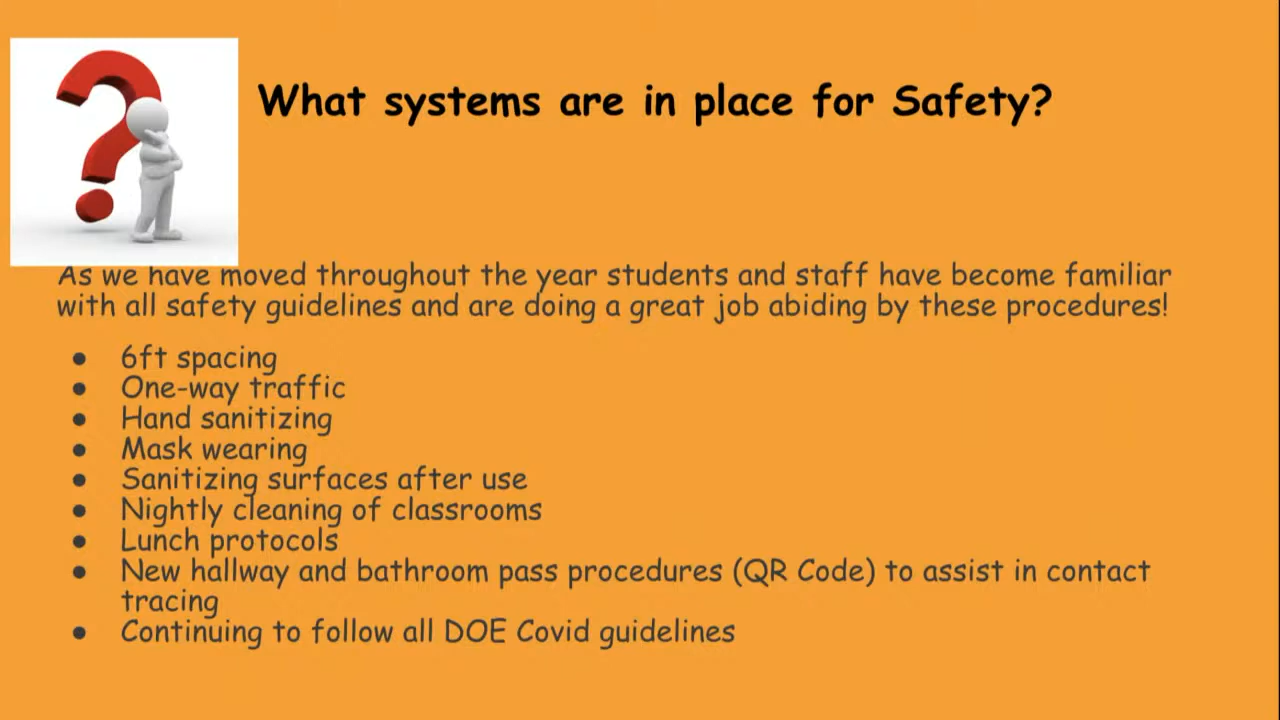 What systems are in place for Safety?
As we have moved throughout the year students and staff have become familiar
with all safety guidelines and are doing a great job abiding by these procedures!
● 6ft spacing
● One-way traffic
● Hand sanitizing
● Mask wearing
● Sanitizing surfaces after use
● Nightly cleaning of classrooms
● Lunch protocols
● New hallway and bathroom pass procedures (QR Code) to assist in contact
tracing
● Continuing to follow all DOE Covid guidelines